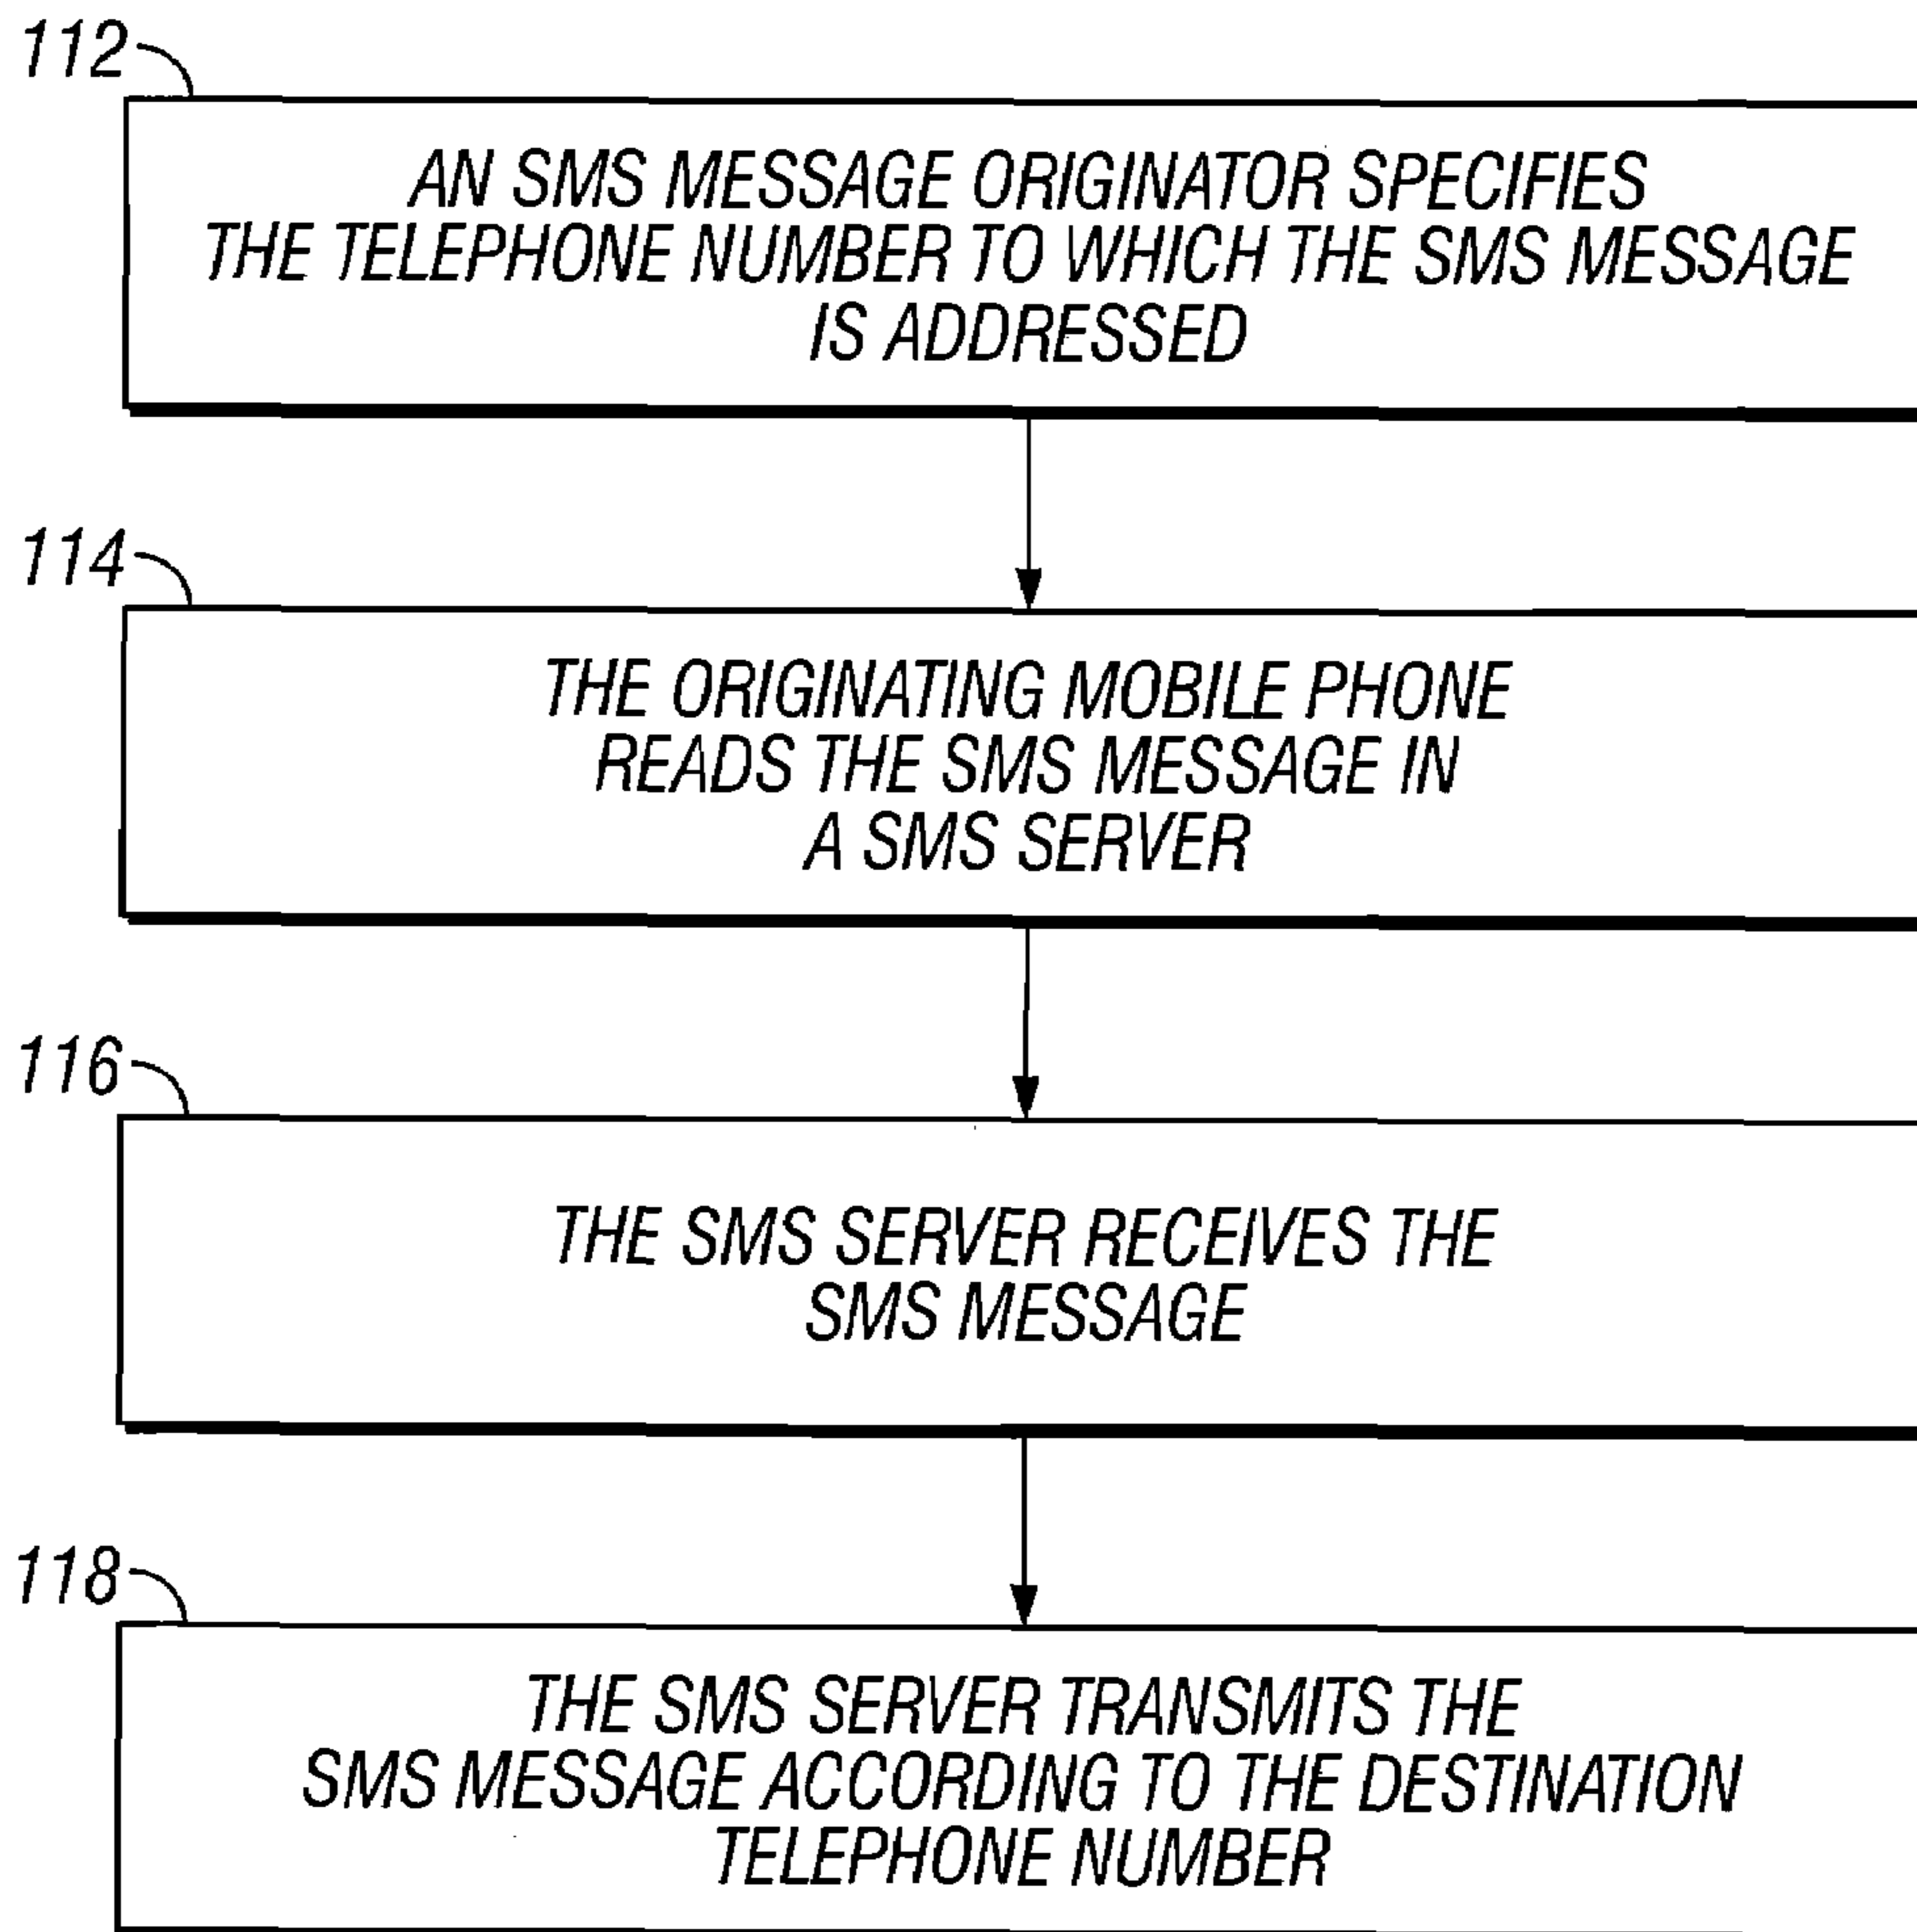 112
AN SMS MESSAGE ORIGINATOR SPECIFIES
THE TELEPHONE NUMBER TO WHICH THE SMS MESSAGE
IS ADDRESSED
114
THE ORIGINATING MOBILE PHONE
READS THE SMS MESSAGE IN
A SMS SERVER
116
THE SMS SERVER RECEIVES THE
SMS MESSAGE
118
THE SMS SERVER TRANSMITS THE
SMS MESSAGE ACCORDING TO THE DESTINATION
TELEPHONE NUMBER